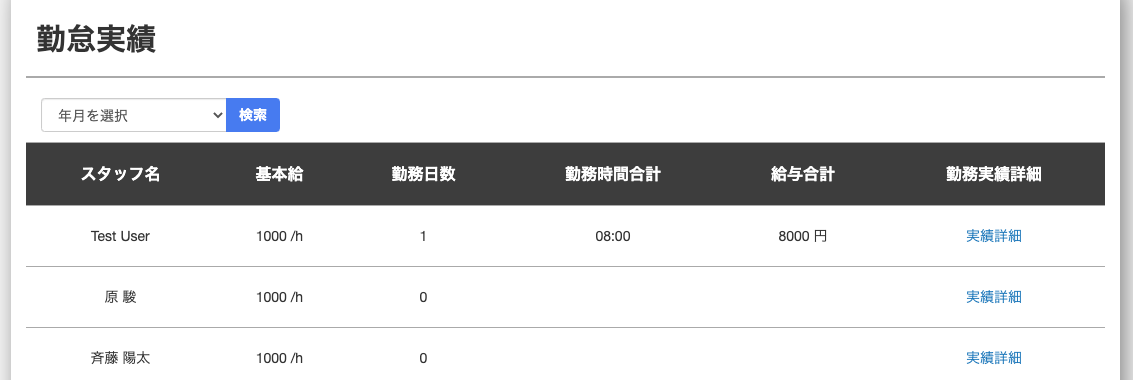 勤怠実績
年月を選択 検索
スタッフ名 基本給 勤務日数 勤務時間合計 給与合計 勤務実績詳細
Test User 1000 /h 1 08:00 8000 円 実績詳細
原 駿 1000 /h 0 実績詳細
斉藤 陽太 1000 /h 0 実績詳細